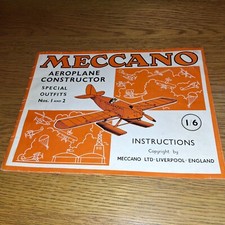 MECCANO
AEROPLANE
CONSTRUCTOR
SPECIAL
OUTFITS
Nos. 1 AND 2
1/6
INSTRUCTIONS
Copyright by
MECCANO LTD · LIVERPOOL · ENGLAND